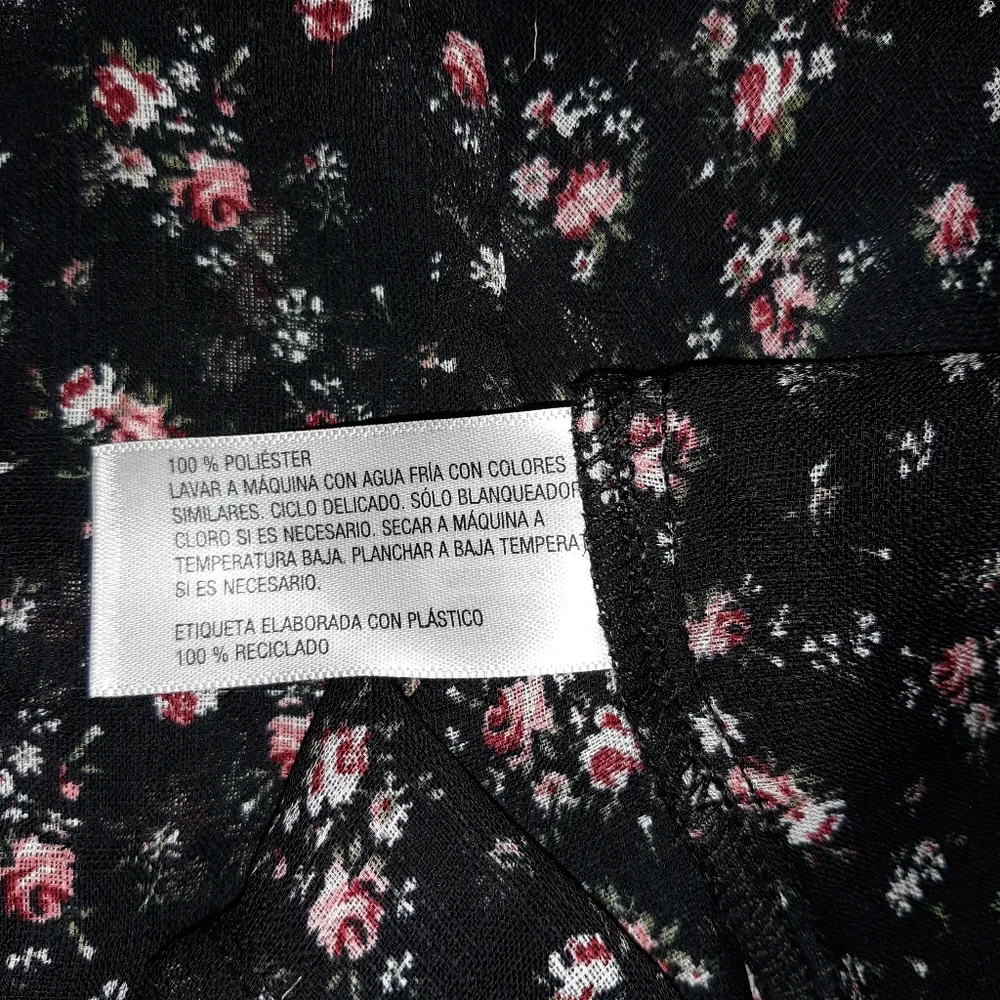 100 % POLIÉSTER
LAVAR A MÁQUINA CON AGUA FRÍA CON COLORES
SIMILARES. CICLO DELICADO. SÓLO BLANQUEADOR
CLORO SI ES NECESARIO. SECAR A MÁQUINA A
TEMPERATURA BAJA. PLANCHAR A BAJA TEMPERAT
SI ES NECESARIO.
ETIQUETA ELABORADA CON PLÁSTICO
100 % RECICLADO